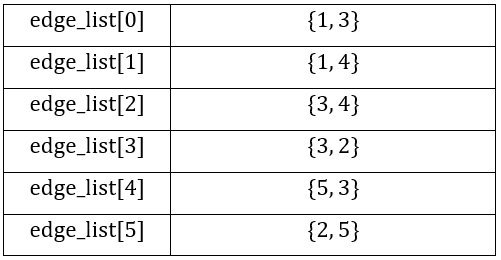 edge_list[0] {1, 3}
edge_list[1] {1, 4}
edge_list[2] {3, 4}
edge_list[3] {3, 2}
edge_list[4] {5, 3}
edge_list[5] {2, 5}